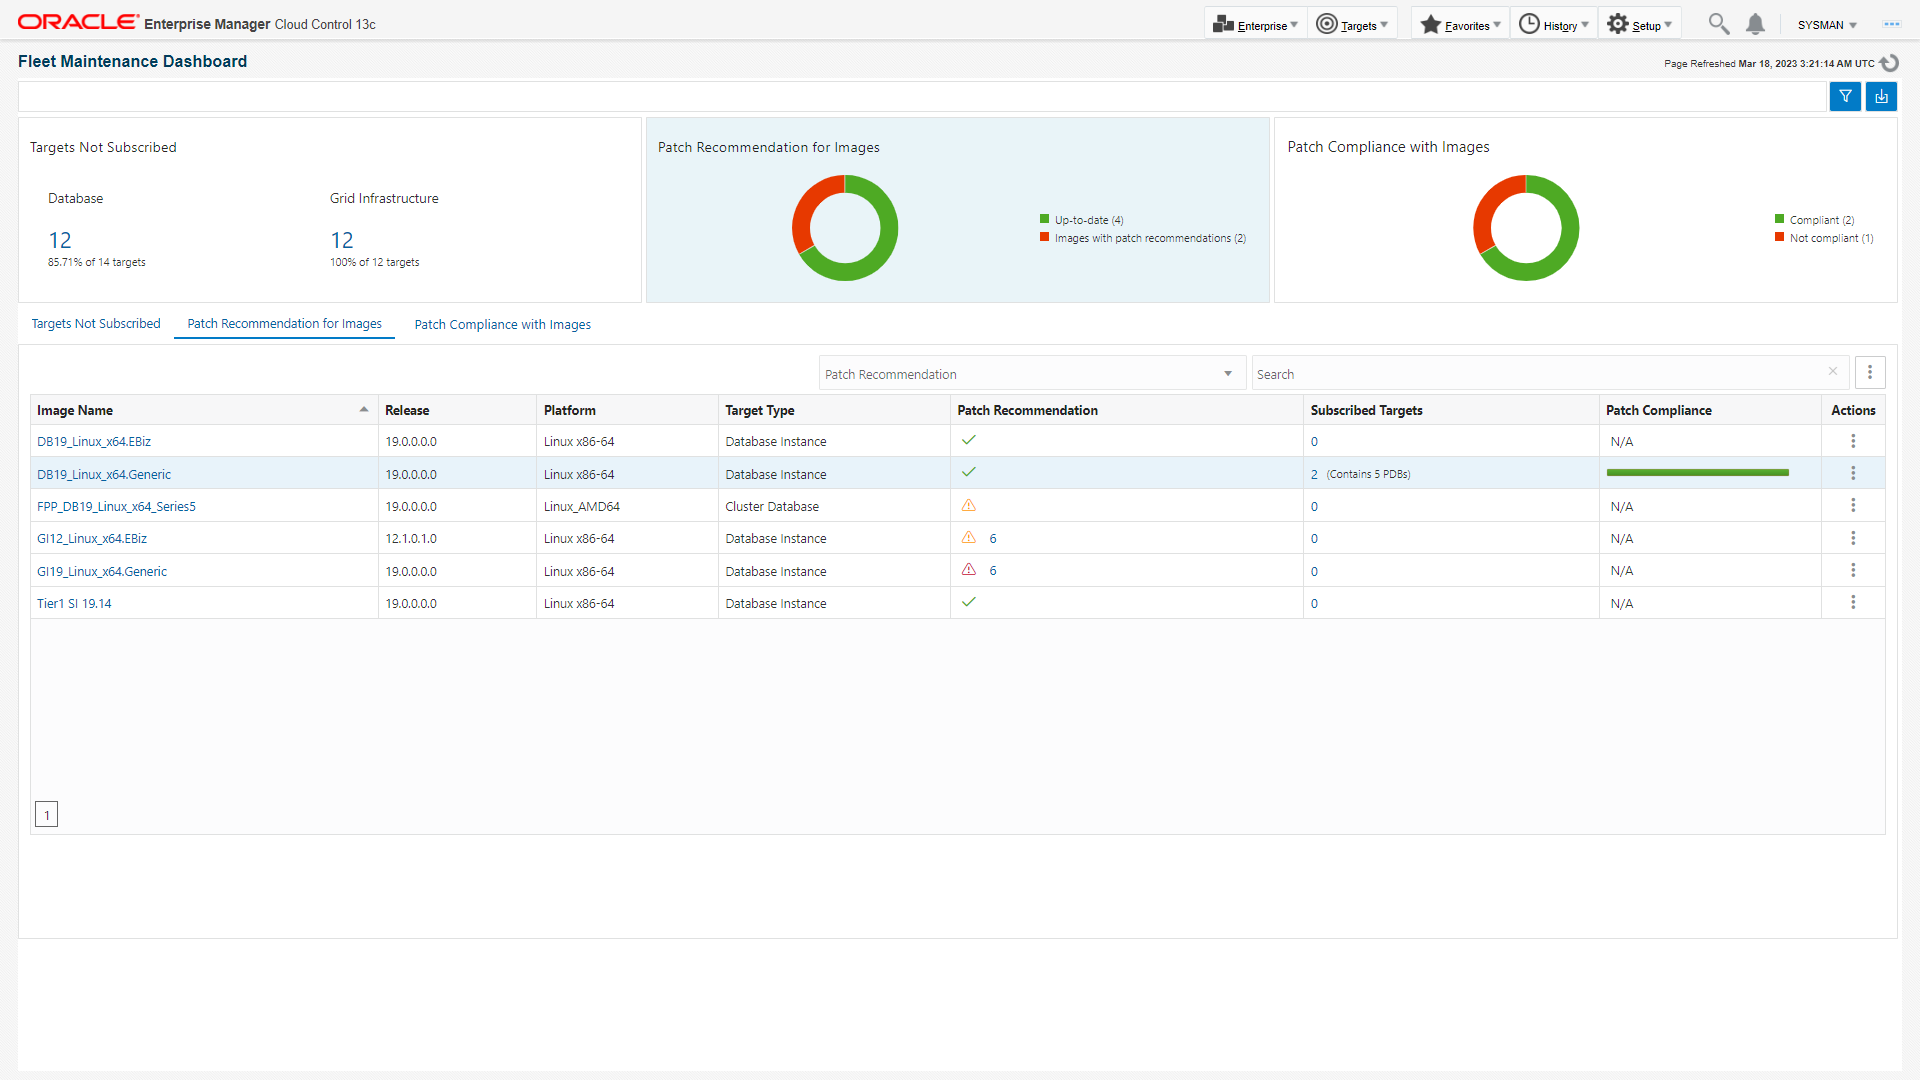 ORACLE Enterprise Manager Cloud Control 13c
Enterprise Targets Favorites History Setup SYSMAN
Fleet Maintenance Dashboard
Page Refreshed Mar 18, 2023 3:21:14 AM UTC
Targets Not Subscribed
Database Grid Infrastructure
12 12
85.71% of 14 targets 100% of 12 targets
Patch Recommendation for Images
Up-to-date (4)
Images with patch recommendations (2)
Patch Compliance with Images
Compliant (2)
Not compliant (1)
Targets Not Subscribed Patch Recommendation for Images Patch Compliance with Images
Patch Recommendation Search
Image Name Release Platform Target Type Patch Recommendation Subscribed Targets Patch Compliance Actions
DB19_Linux_x64.EBiz 19.0.0.0.0 Linux x86-64 Database Instance 0 N/A
DB19_Linux_x64.Generic 19.0.0.0.0 Linux x86-64 Database Instance 2 (Contains 5 PDBs)
FPP_DB19_Linux_x64_Series5 19.0.0.0.0 Linux_AMD64 Cluster Database 0 N/A
GI12_Linux_x64.EBiz 12.1.0.1.0 Linux x86-64 Database Instance 6 0 N/A
GI19_Linux_x64.Generic 19.0.0.0.0 Linux x86-64 Database Instance 6 0 N/A
Tier1 SI 19.14 19.0.0.0.0 Linux x86-64 Database Instance 0 N/A
1